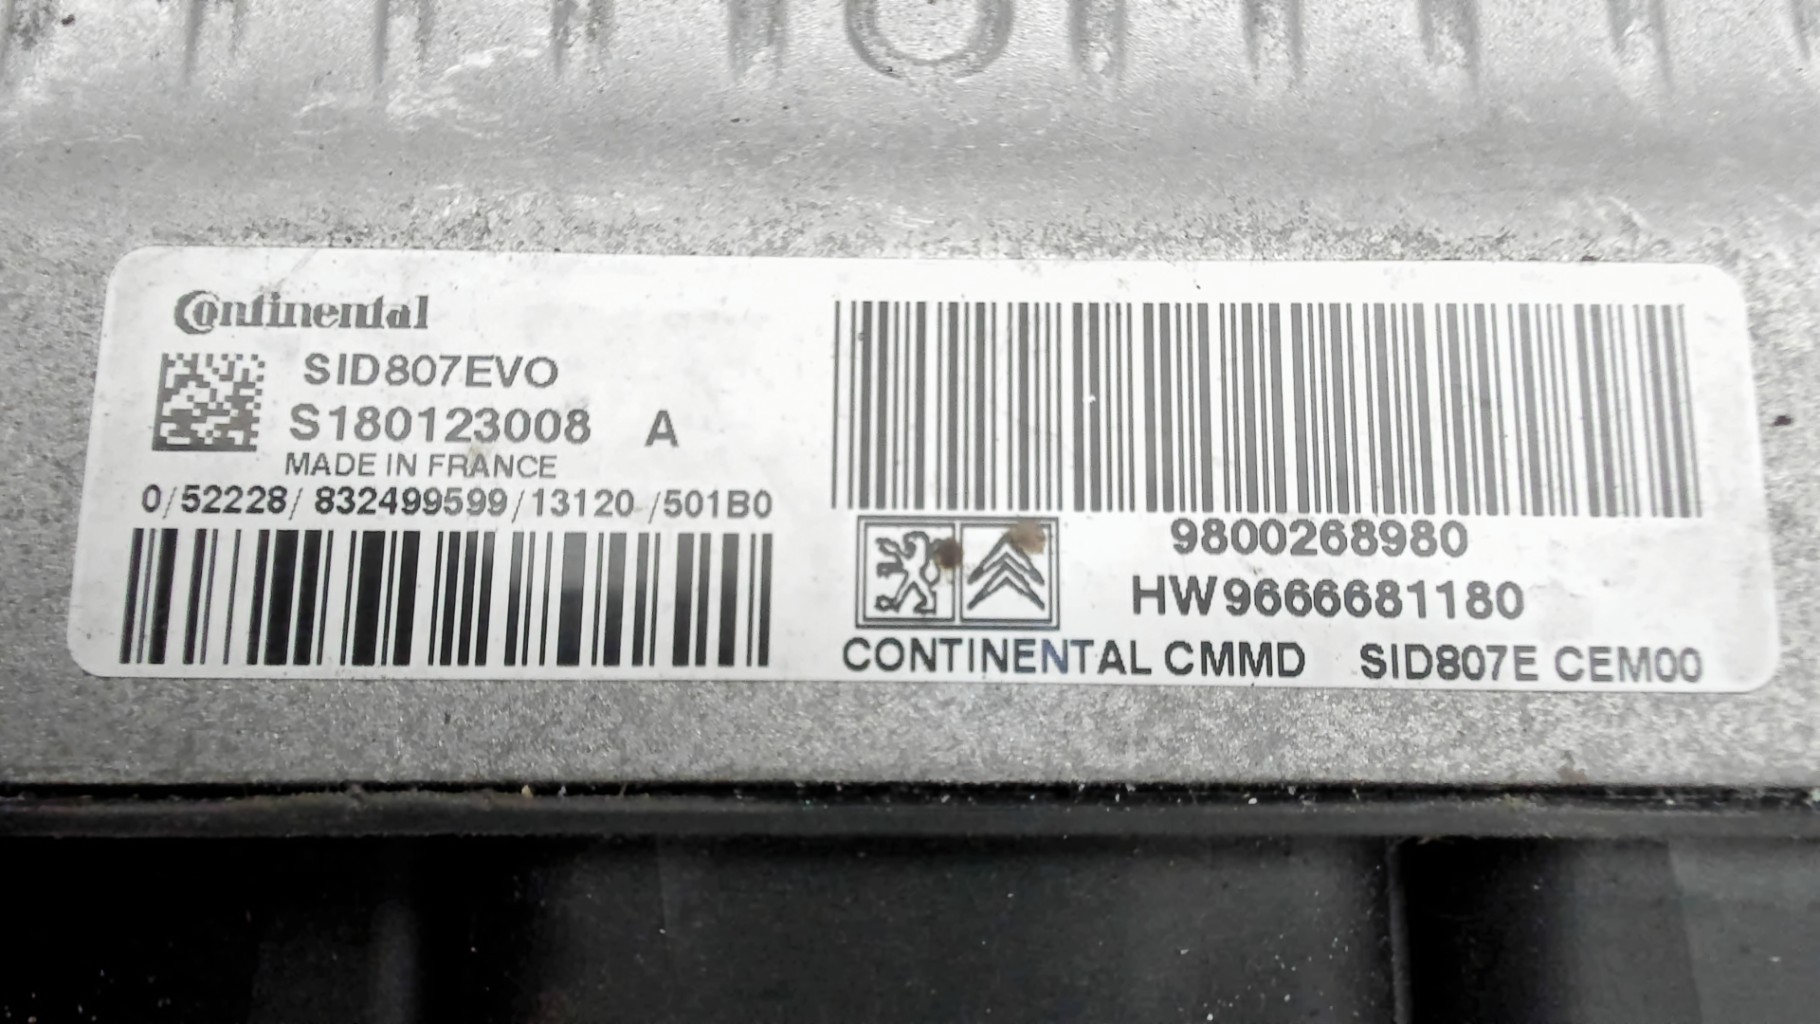 Continental
SID807EVO
S180123008 A
MADE IN FRANCE
0/52228/832499599/13120/501B0
9800268980
HW9666681180
CONTINENTAL CMMD SID807E CEM00